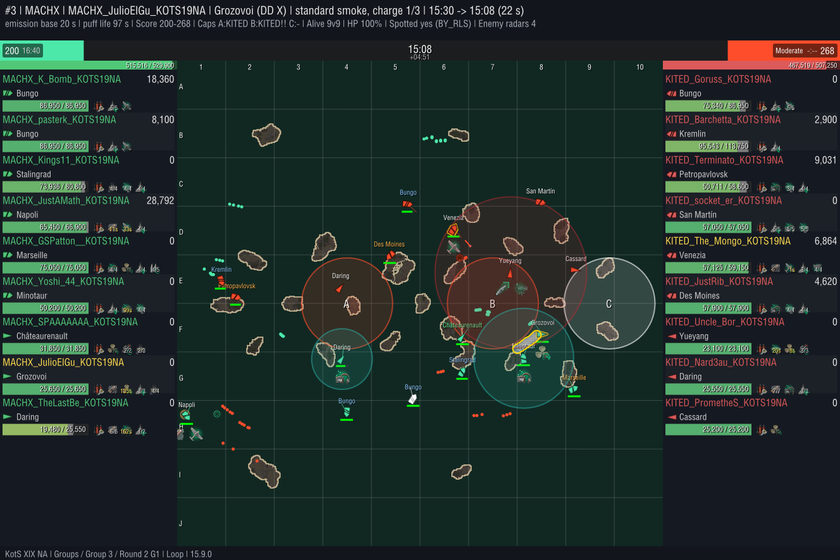 #3 | MACHX | MACHX_JulioElGu_KOTS19NA | Grozovoi (DD X) | standard smoke, charge 1/3 | 15:30 -> 15:08 (22 s)
emission base 20 s | puff life 97 s | Score 200-268 | Caps A:KITED B:KITED!! C:- | Alive 9v9 | HP 100% | Spotted yes (BY_RLS) | Enemy radars 4
200 16:40
15:08
+04:51
Moderate -:-- 268
MACHX_K_Bomb_KOTS19NA 18,360
Bungo
MACHX_pasterk_KOTS19NA 8,100
Bungo
MACHX_Kings11_KOTS19NA 0
Stalingrad
MACHX_JustAMath_KOTS19NA 28,792
Napoli
MACHX_GSPatton__KOTS19NA 0
Marseille
MACHX_Yoshi_44_KOTS19NA 0
Minotaur
MACHX_SPAAAAAAA_KOTS19NA 0
Châteaurenault
MACHX_JulioElGu_KOTS19NA 0
Grozovoi
MACHX_TheLastBe_KOTS19NA 0
Daring
1 2 3 4 5 6 7 8 9 10
A
B
C
D
E
F
G
I
J
Bungo
San Martin
Venezia
Des Moines
Yueyang
Cassard
Kremlin
Daring
A
B
C
Châteaurenault
Grozovoi
Daring
Marseille
Bungo
Bungo
Napoli
KITED_Goruss_KOTS19NA 0
Bungo
KITED_Barchetta_KOTS19NA 2,900
Kremlin
KITED_Terminato_KOTS19NA 9,031
Petropavlovsk
KITED_socket_er_KOTS19NA 0
San Martín
KITED_The_Mongo_KOTS19NA 6,864
Venezia
KITED_JustRib_KOTS19NA 4,620
Des Moines
KITED_Uncle_Bor_KOTS19NA 0
Yueyang
KITED_Nard3au_KOTS19NA 0
Daring
KITED_PrometheS_KOTS19NA 0
Cassard
KotS XIX NA | Groups / Group 3 / Round 2 G1 | Loop | 15.9.0